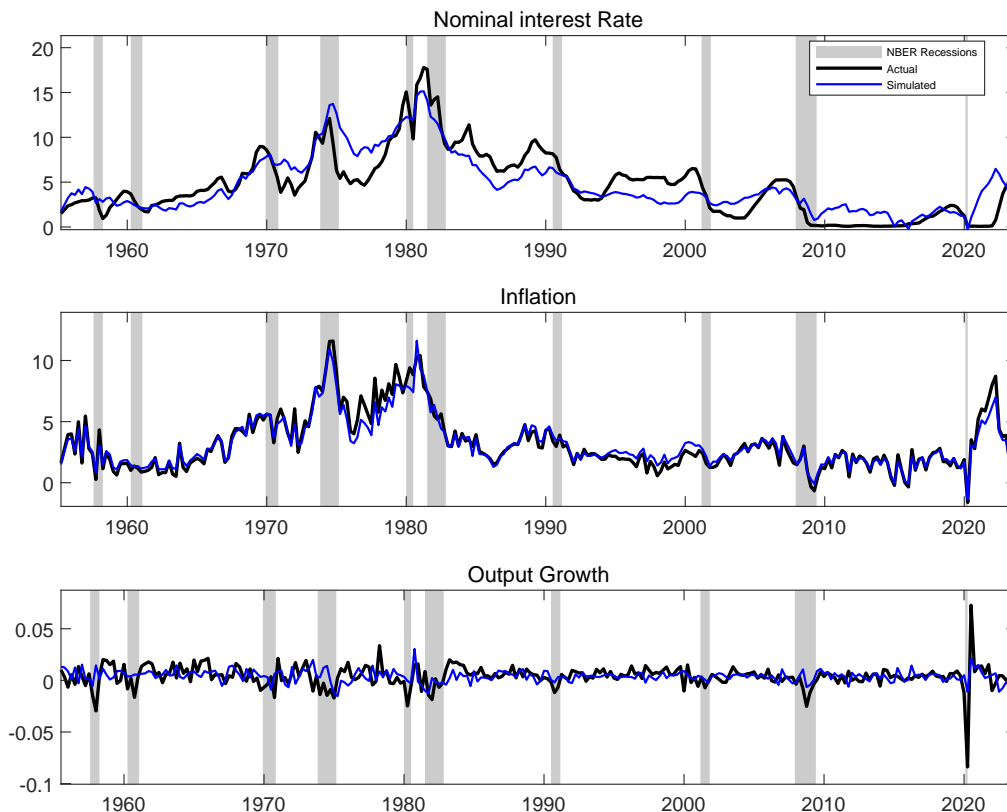 Nominal interest Rate
20
15
10
5
0
NBER Recessions
Actual
Simulated
1960 1970 1980 1990 2000 2010 2020
Inflation
10
5
0
1960 1970 1980 1990 2000 2010 2020
Output Growth
0.05
0
-0.05
-0.1
1960 1970 1980 1990 2000 2010 2020